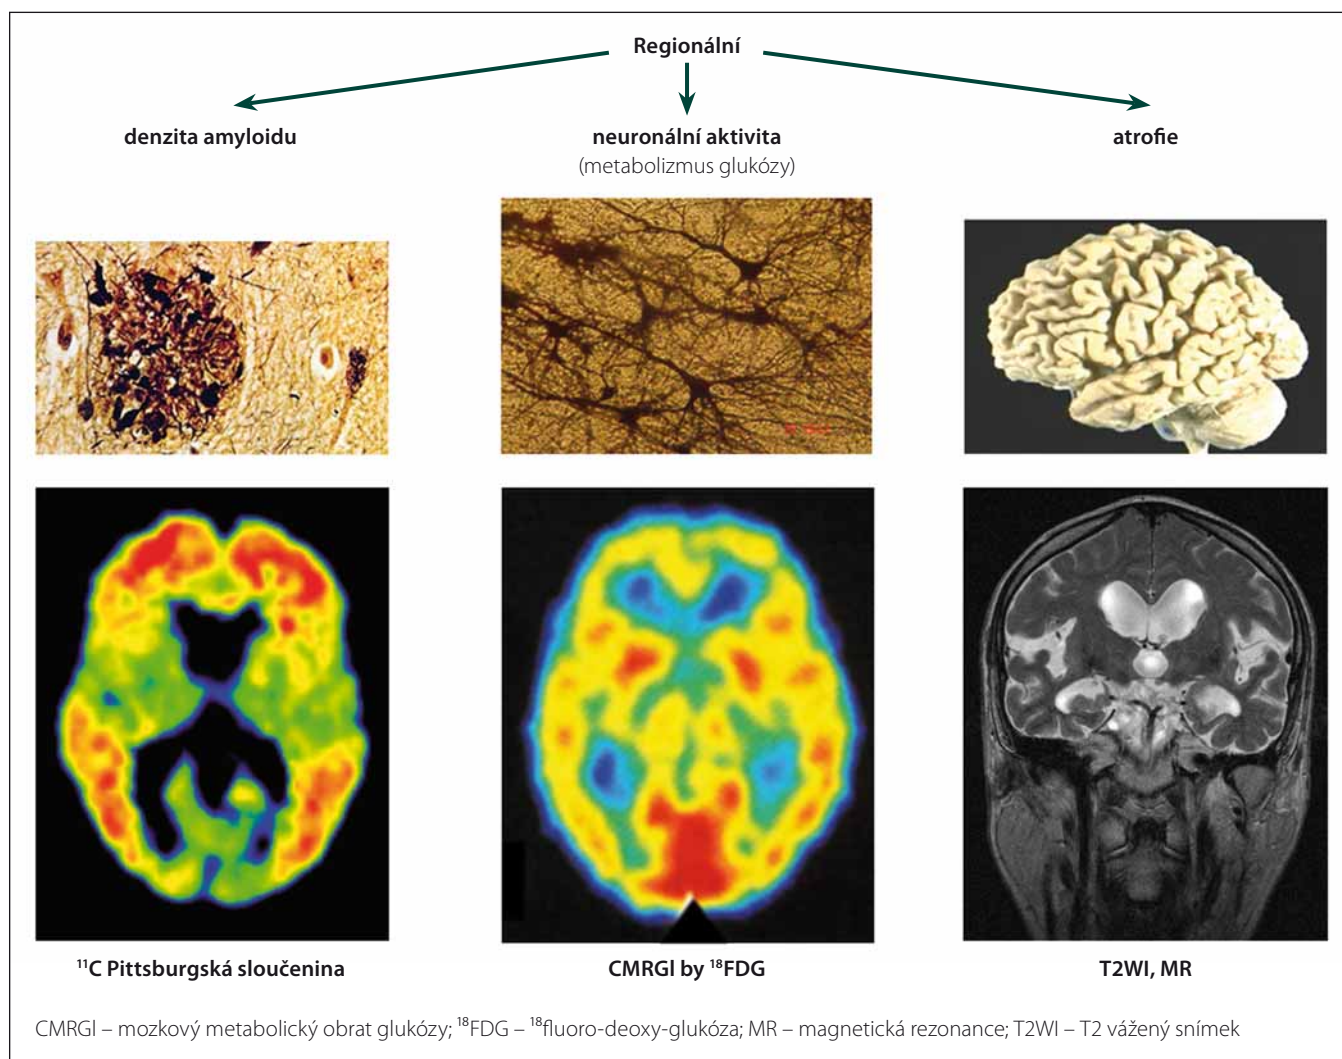 Regionální
denzita amyloidu
neuronální aktivita
(metabolizmus glukózy)
atrofie
¹¹C Pittsburgská sloučenina
CMRGl by ¹⁸FDG
T2WI, MR
CMRGl – mozkový metabolický obrat glukózy; ¹⁸FDG – ¹⁸fluoro-deoxy-glukóza; MR – magnetická rezonance; T2WI – T2 vážený snímek